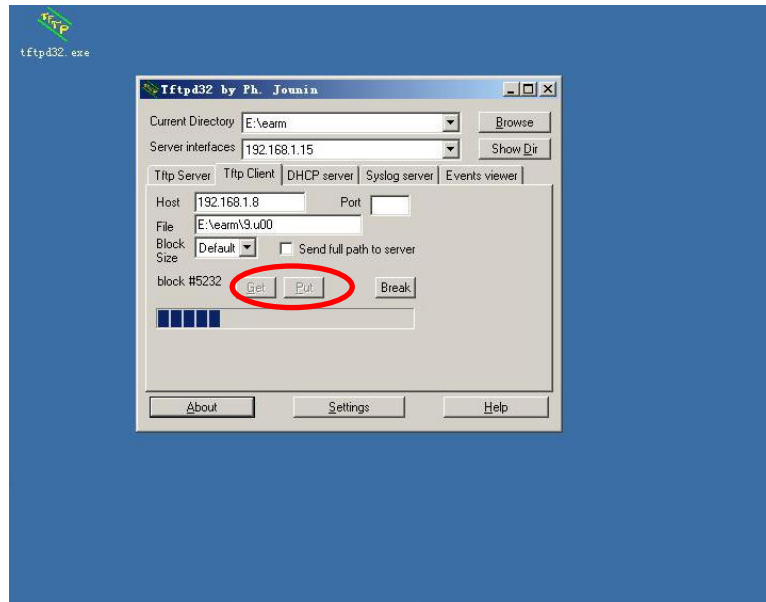 TFTP
tftpd32.exe
Tftpd32 by Ph. Jounin
Current Directory E:\earm Browse
Server interfaces 192.168.1.15 Show Dir
Tftp Server Tftp Client DHCP server Syslog server Events viewer
Host 192.168.1.8 Port
File E:\earm\9.u00
Block Size Default Send full path to server
block #5232 Get Put Break
About Settings Help